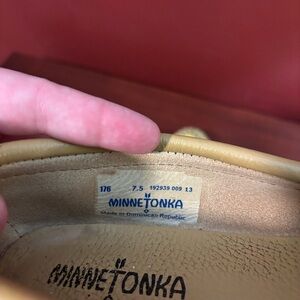 176 7.5 192939 009 13
MINNETONKA
Made in Dominican Republic
MINNETONKA